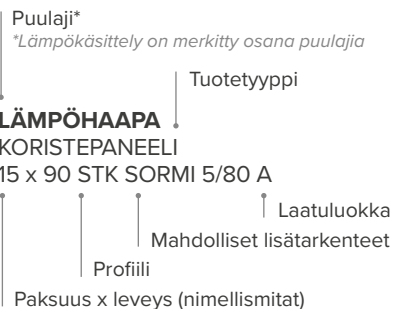 Puulaji*
*Lämpökäsittely on merkitty osana puulajia
Tuotetyyppi
LÄMPÖHAAPA
KORISTEPANEELI
15 x 90 STK SORMI 5/80 A
Laatuluokka
Mahdolliset lisätarkenteet
Profiili
Paksuus x leveys (nimellismitat)